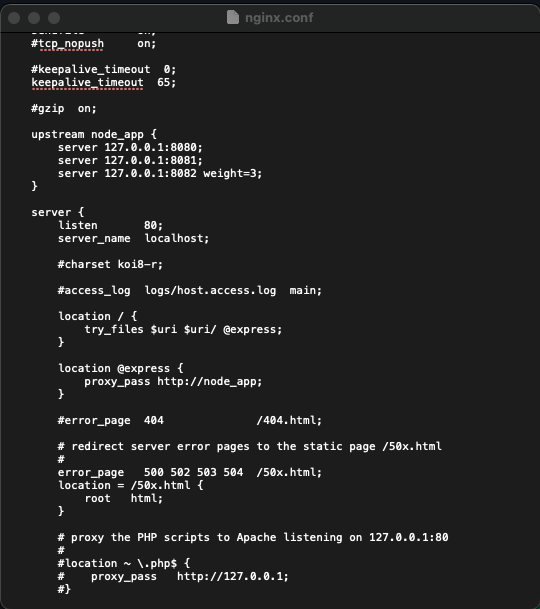 nginx.conf
#tcp_nopush     on;
#keepalive_timeout  0;
keepalive_timeout  65;
#gzip  on;
upstream node_app {
    server 127.0.0.1:8080;
    server 127.0.0.1:8081;
    server 127.0.0.1:8082 weight=3;
}
server {
    listen       80;
    server_name  localhost;
    #charset koi8-r;
    #access_log  logs/host.access.log  main;
    location / {
        try_files $uri $uri/ @express;
    }
    location @express {
        proxy_pass http://node_app;
    }
    #error_page  404              /404.html;
    # redirect server error pages to the static page /50x.html
    #
    error_page   500 502 503 504  /50x.html;
    location = /50x.html {
        root   html;
    }
    # proxy the PHP scripts to Apache listening on 127.0.0.1:80
    #
    #location ~ \.php$ {
    #    proxy_pass   http://127.0.0.1;
    #}